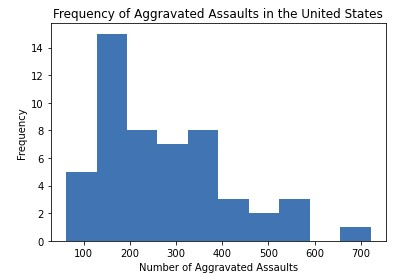 Frequency of Aggravated Assaults in the United States
Frequency
14
12
10
8
6
4
2
0
100 200 300 400 500 600 700
Number of Aggravated Assaults